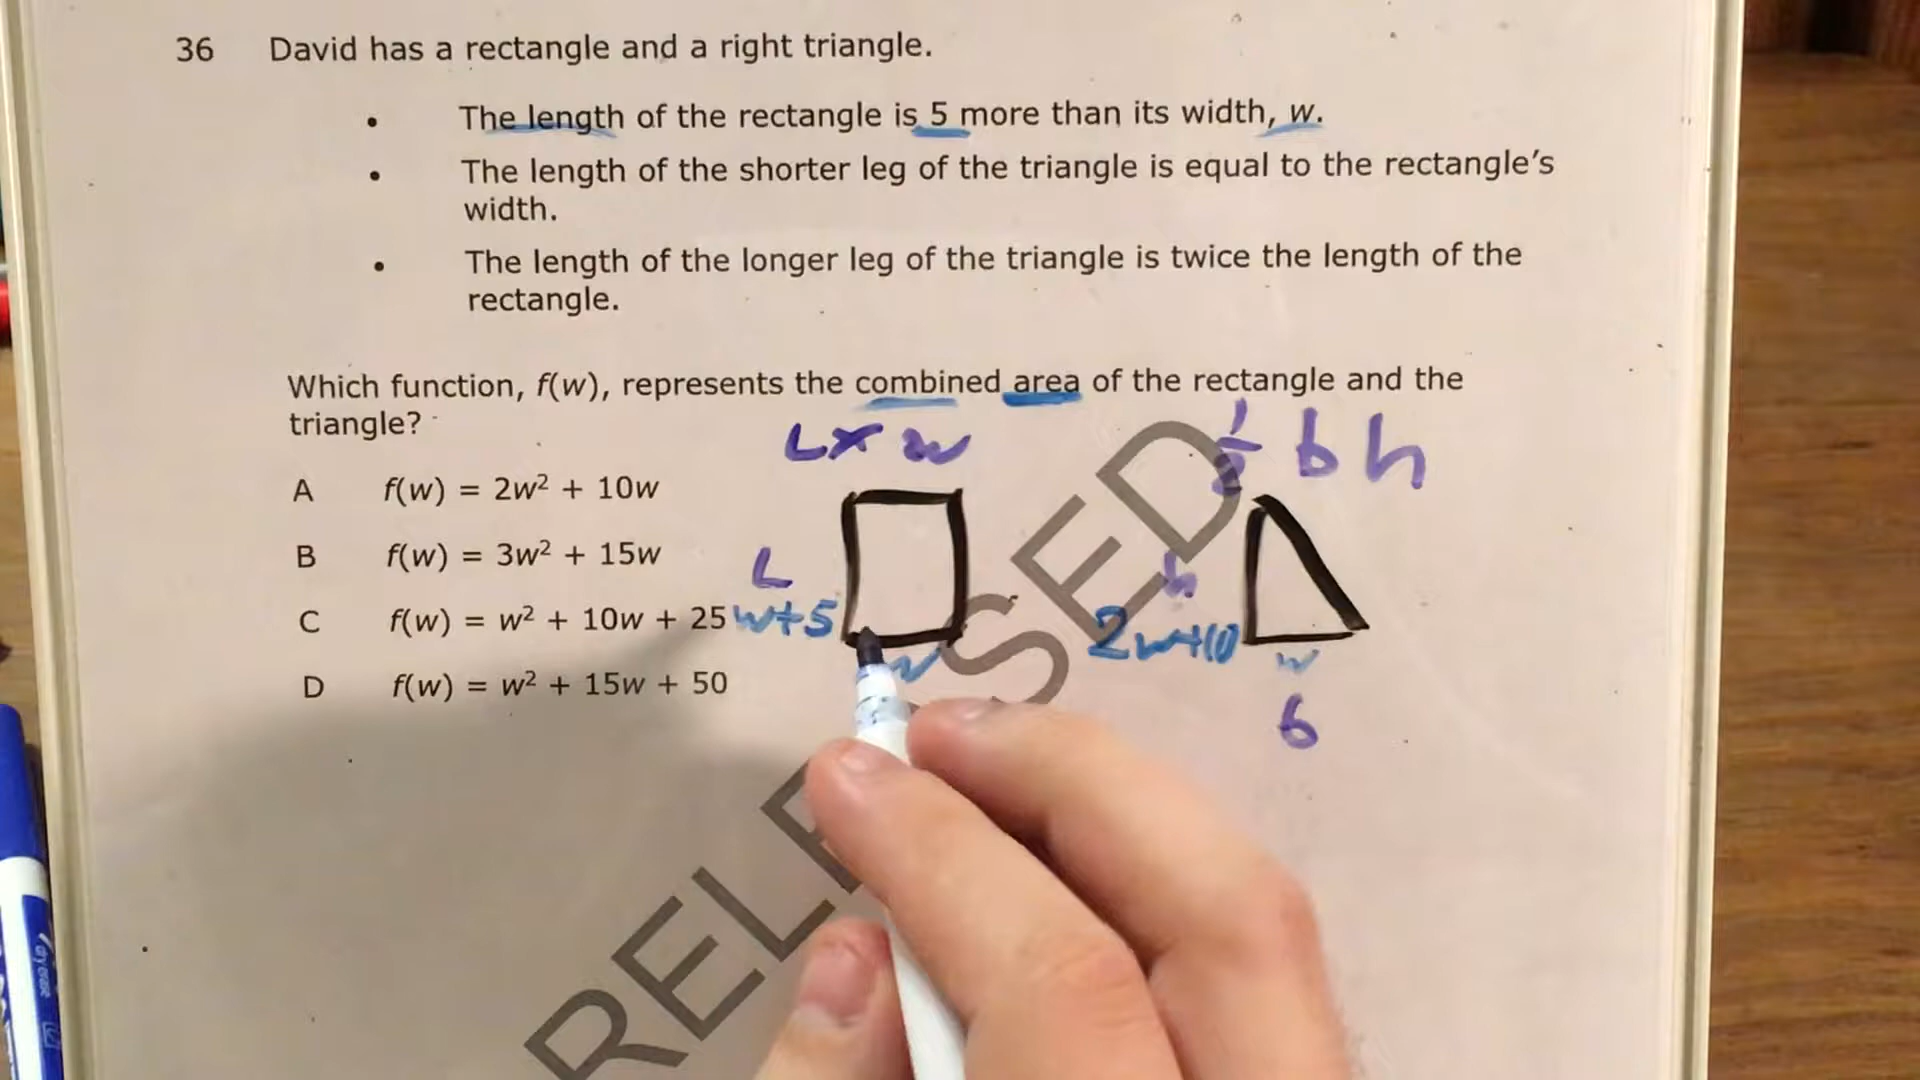 36 David has a rectangle and a right triangle.
• The length of the rectangle is 5 more than its width, w.
• The length of the shorter leg of the triangle is equal to the rectangle's
width.
• The length of the longer leg of the triangle is twice the length of the
rectangle.
Which function, f(w), represents the combined area of the rectangle and the
triangle?
L x w
1/2 b h
A f(w) = 2w² + 10w
B f(w) = 3w² + 15w
C f(w) = w² + 10w + 25
D f(w) = w² + 15w + 50
L
w+5
w
h
2w+10
w
b
RELEASED